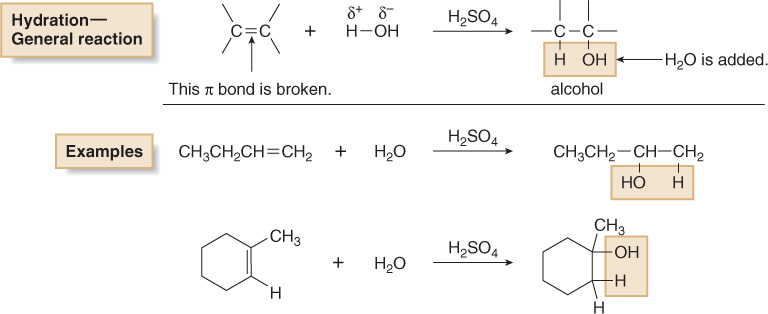 Hydration—
General reaction
C=C + δ+ δ− H—OH H₂SO₄ —C—C—
H OH
H₂O is added.
This π bond is broken.
alcohol
Examples
CH₃CH₂CH=CH₂ + H₂O H₂SO₄ CH₃CH₂—CH—CH₂
HO H
CH₃ H + H₂O H₂SO₄ CH₃
OH
H
H